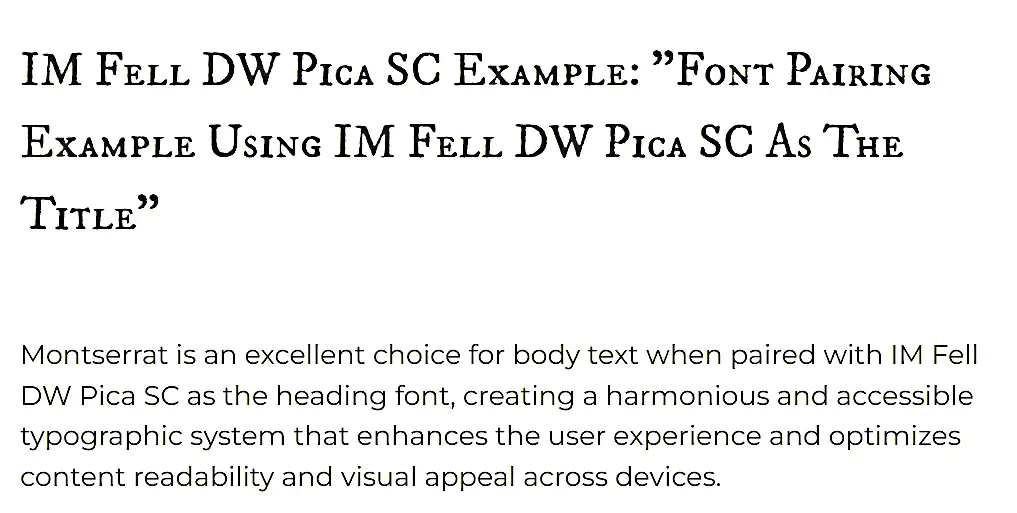 IM Fell DW Pica SC Example: ”Font Pairing
Example Using IM Fell DW Pica SC As The
Title”
Montserrat is an excellent choice for body text when paired with IM Fell
DW Pica SC as the heading font, creating a harmonious and accessible
typographic system that enhances the user experience and optimizes
content readability and visual appeal across devices.